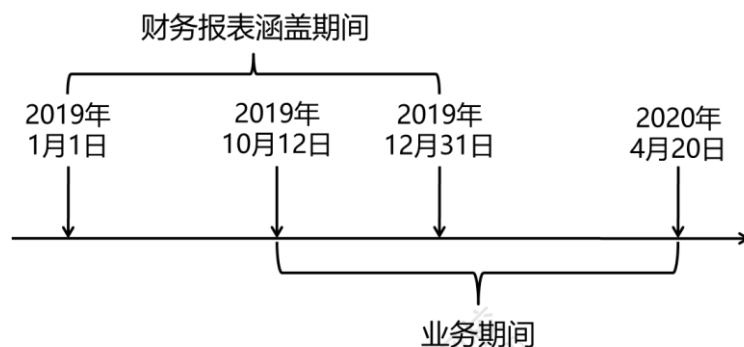 财务报表涵盖期间
2019年
1月1日
2019年
10月12日
2019年
12月31日
2020年
4月20日
业务期间